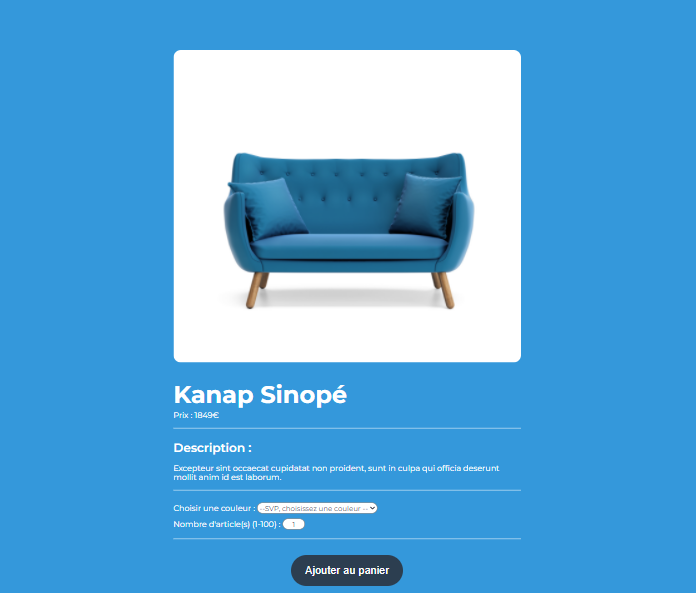 Kanap Sinopé
Prix : 1849€
Description :
Excepteur sint occaecat cupidatat non proident, sunt in culpa qui officia deserunt
mollit anim id est laborum.
Choisir une couleur : --SVP, choisissez une couleur --
Nombre d'article(s) (1-100) : 1
Ajouter au panier